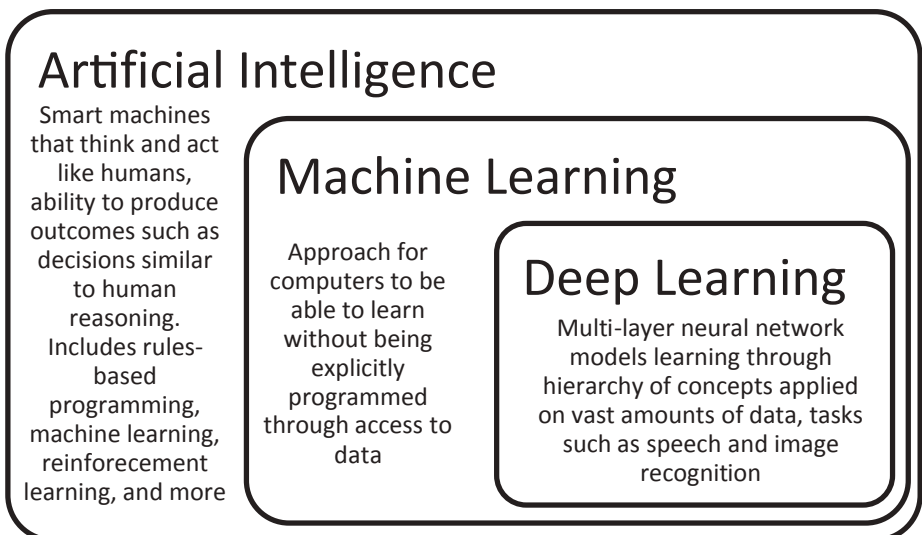 Artificial Intelligence
Smart machines
that think and act
like humans,
ability to produce
outcomes such as
decisions similar
to human
reasoning.
Includes rules-
based
programming,
machine learning,
reinforecement
learning, and more
Machine Learning
Approach for
computers to be
able to learn
without being
explicitly
programmed
through access to
data
Deep Learning
Multi-layer neural network
models learning through
hierarchy of concepts applied
on vast amounts of data, tasks
such as speech and image
recognition